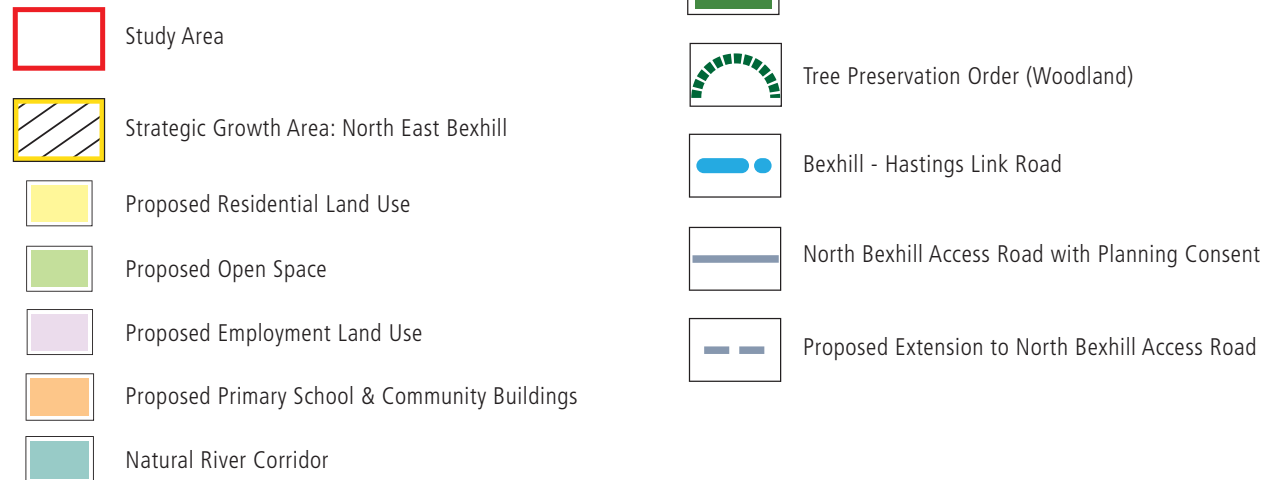 Study Area
Strategic Growth Area: North East Bexhill
Proposed Residential Land Use
Proposed Open Space
Proposed Employment Land Use
Proposed Primary School & Community Buildings
Natural River Corridor
Tree Preservation Order (Woodland)
Bexhill - Hastings Link Road
North Bexhill Access Road with Planning Consent
Proposed Extension to North Bexhill Access Road